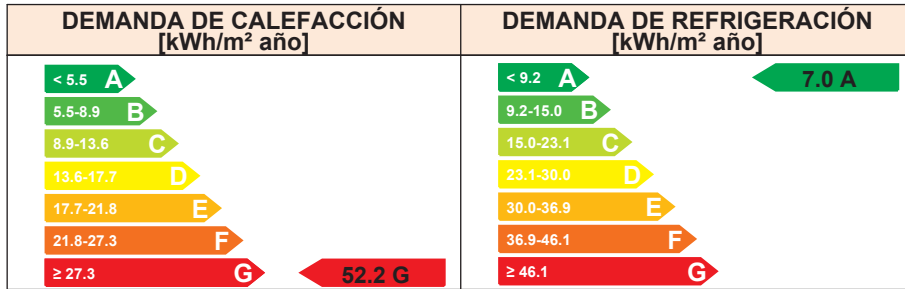 DEMANDA DE CALEFACCIÓN
[kWh/m² año]
< 5.5 A
5.5-8.9 B
8.9-13.6 C
13.6-17.7 D
17.7-21.8 E
21.8-27.3 F
≥ 27.3 G
52.2 G
DEMANDA DE REFRIGERACIÓN
[kWh/m² año]
< 9.2 A
7.0 A
9.2-15.0 B
15.0-23.1 C
23.1-30.0 D
30.0-36.9 E
36.9-46.1 F
≥ 46.1 G